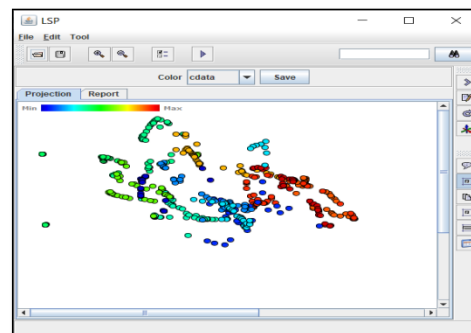 LSP
File Edit Tool
Color cdata Save
Projection Report
Min Max